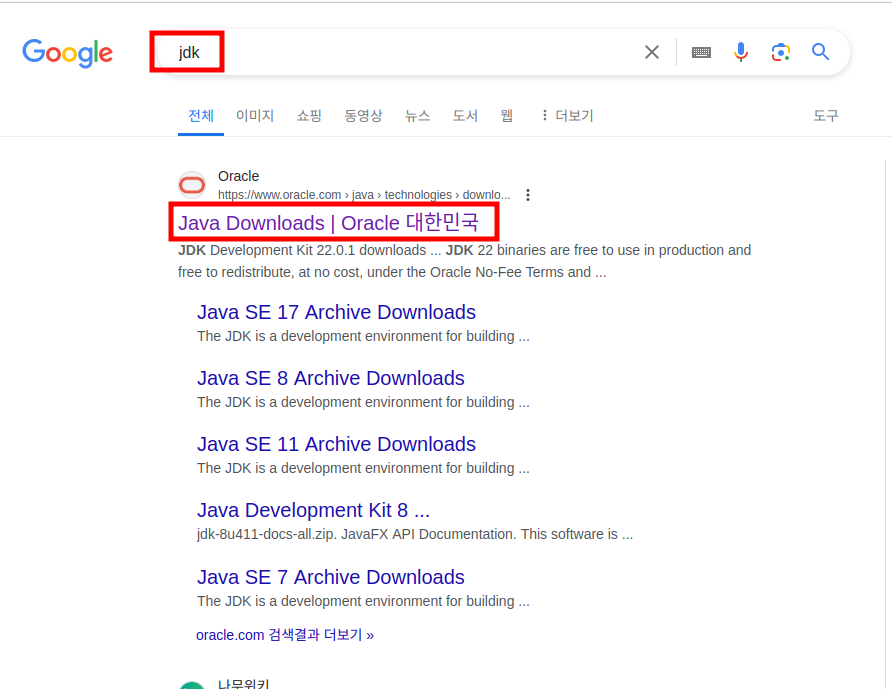 Google
jdk
전체 이미지 쇼핑 동영상 뉴스 도서 웹 더보기 도구
Oracle
https://www.oracle.com › java › technologies › downlo...
Java Downloads | Oracle 대한민국
JDK Development Kit 22.0.1 downloads ... JDK 22 binaries are free to use in production and
free to redistribute, at no cost, under the Oracle No-Fee Terms and ...
Java SE 17 Archive Downloads
The JDK is a development environment for building ...
Java SE 8 Archive Downloads
The JDK is a development environment for building ...
Java SE 11 Archive Downloads
The JDK is a development environment for building ...
Java Development Kit 8 ...
jdk-8u411-docs-all.zip. JavaFX API Documentation. This software is ...
Java SE 7 Archive Downloads
The JDK is a development environment for building ...
oracle.com 검색결과 더보기 »
나무위키